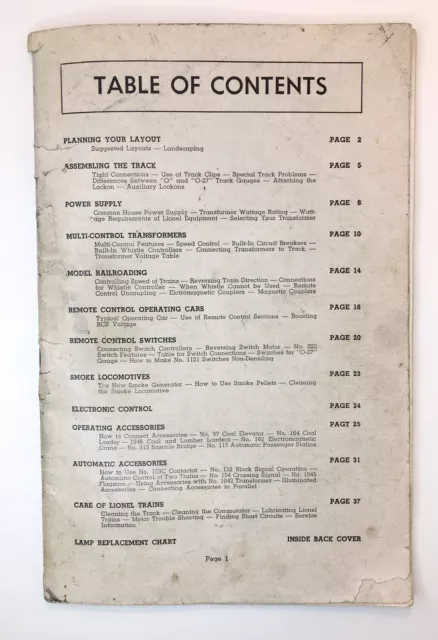 TABLE OF CONTENTS
PLANNING YOUR LAYOUT PAGE 2
Suggested Layouts — Landscaping
ASSEMBLING THE TRACK PAGE 5
Tight Connections — Use of Track Clips — Special Track Problems —
Differences between "O" and "O-27" Track Gauges — Attaching the
Lockon — Auxiliary Lockons
POWER SUPPLY PAGE 8
Common House Power Supply — Transformer Wattage Rating — Watt-
age Requirements of Lionel Equipment — Selecting Your Transformer
MULTI-CONTROL TRANSFORMERS PAGE 10
Multi-Control Features — Speed Control — Built-In Circuit Breakers —
Built-In Whistle Controllers — Connecting Transformers to Track —
Transformer Voltage Table
MODEL RAILROADING PAGE 14
Controlling Speed of Trains — Reversing Train Direction — Connections
for Whistle Controller — When Whistle Cannot be Used — Remote
Control Uncoupling — Elctromagnetic Couplers — Magnetic Couplers
REMOTE CONTROL OPERATING CARS PAGE 18
Typical Operating Car — Use of Remote Control Sections — Boosting
RCS Voltage
REMOTE CONTROL SWITCHES PAGE 20
Connecting Switch Controllers — Reversing Switch Motor — No. 022
Switch Features — Table for Switch Connections — Switches for "O-27"
Gauge — How to Make No. 1121 Switches Non-Derailing
SMOKE LOCOMOTIVES PAGE 23
The New Smoke Generator — How to Use Smoke Pellets — Cleaning
the Smoke Locomotive
ELECTRONIC CONTROL PAGE 24
OPERATING ACCESSORIES PAGT 25
How to Connect Accessories — No. 97 Coal Elevator — No. 164 Coal
Loader — Coal and Lumber Loaders — No. 182 Electromagnetic
Crane — No. 313 Bascule Bridge — No. 115 Automatic Passenger Station
AUTOMATIC ACCESSORIES PAGE 31
How to Use No. 153C Contactor — No. 153 Block Signal Operation —
Automatic Control of Two Trains — No. 154 Crossing Signal — No. 1045
Flagman — Using Accessories with No. 1042 Transformer — Illuminated
Accessories — Connecting Accessories in Parallel
CARE OF LIONEL TRAINS PAGE 37
Cleaning the Track — Cleaning the Commutator — Lubricating Lionel
Trains — Motor Trouble Shooting — Finding Short Circuits — Service
Information
LAMP REPLACEMENT CHART INSIDE BACK COVER
Page 1